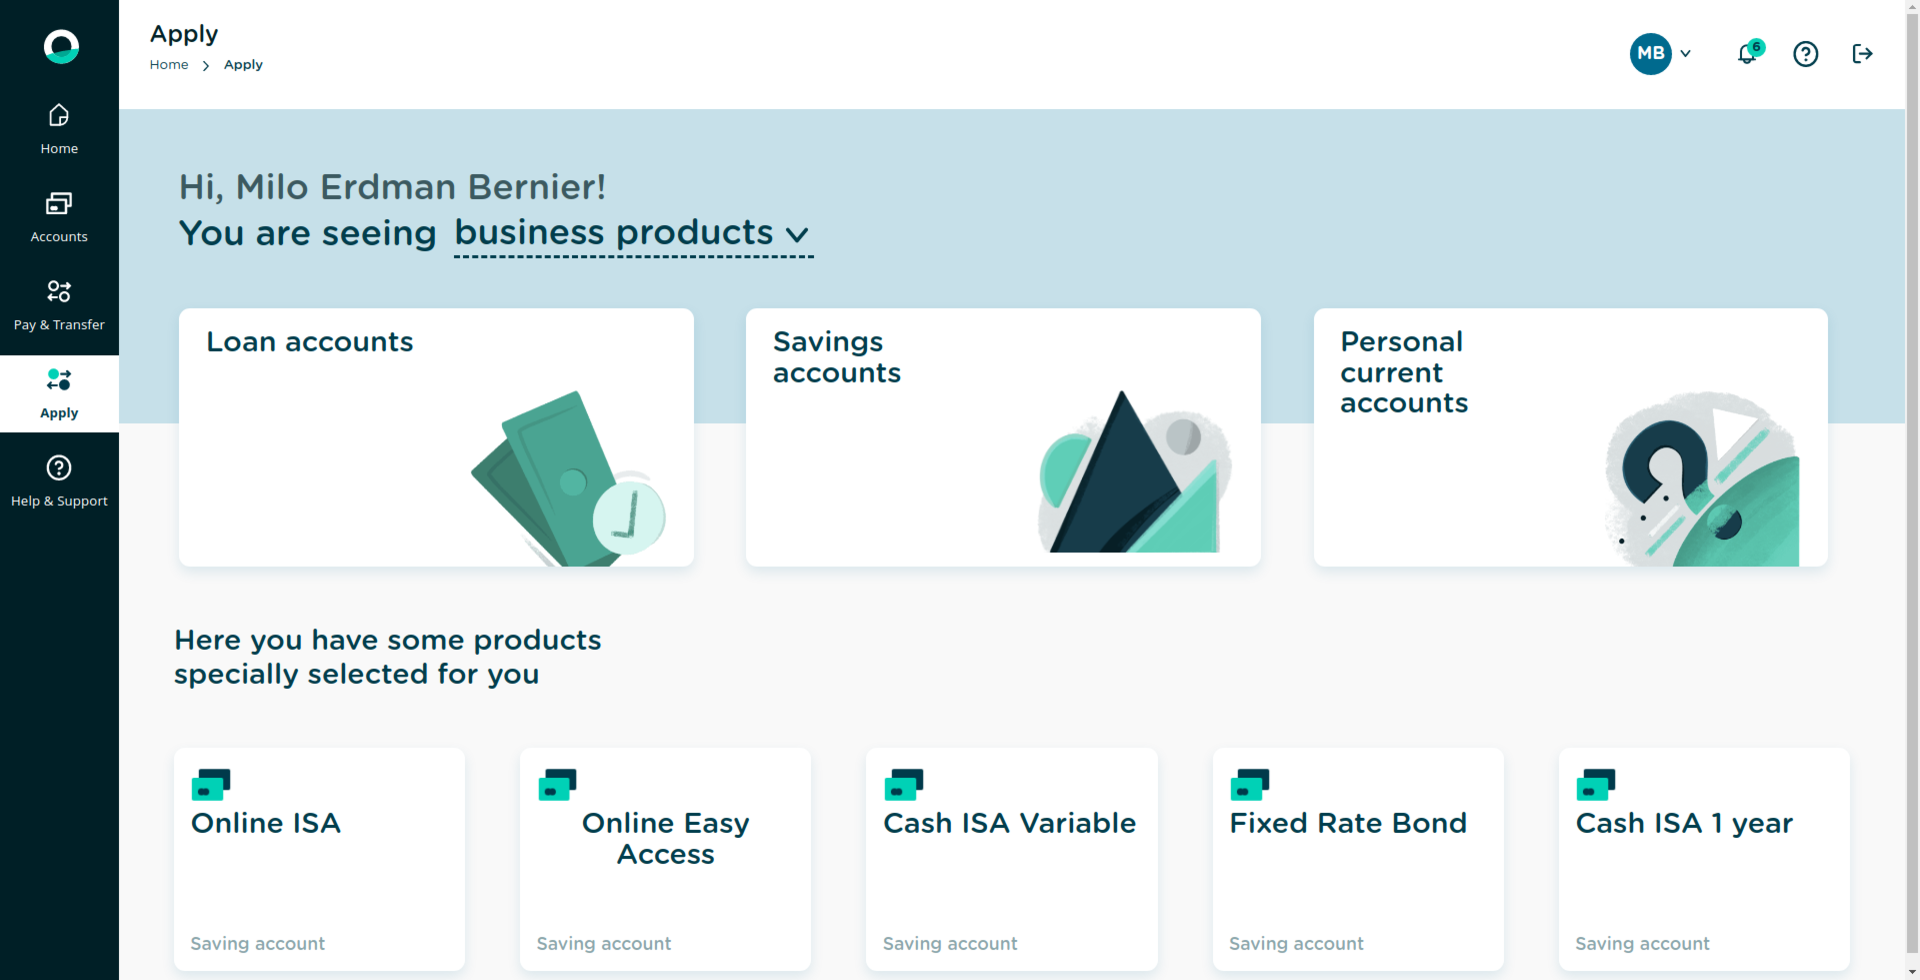 Apply
Home
Apply
MB
6
Home
Accounts
Pay & Transfer
Apply
Help & Support
Hi, Milo Erdman Bernier!
You are seeing business products
Loan accounts
Savings
accounts
Personal
current
accounts
Here you have some products
specially selected for you
Online ISA
Saving account
Online Easy
Access
Saving account
Cash ISA Variable
Saving account
Fixed Rate Bond
Saving account
Cash ISA 1 year
Saving account